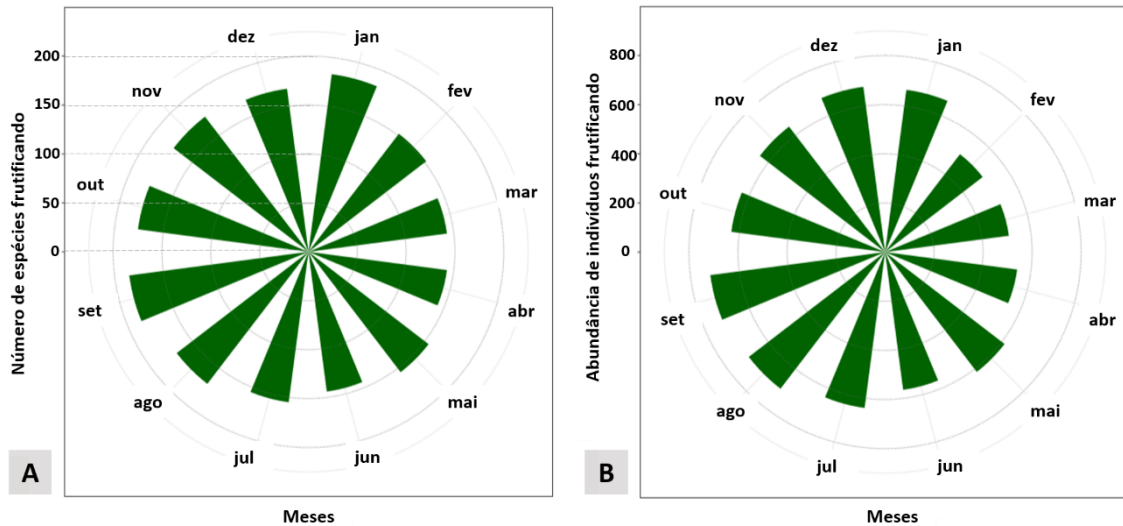 Número de espécies frutificando
200
150
100
50
0
dez
jan
nov
fev
out
mar
set
abr
ago
mai
jul
jun
A
Meses
Abundância de indivíduos frutificando
800
600
400
200
0
dez
jan
nov
fev
out
mar
set
abr
ago
mai
jul
jun
B
Meses